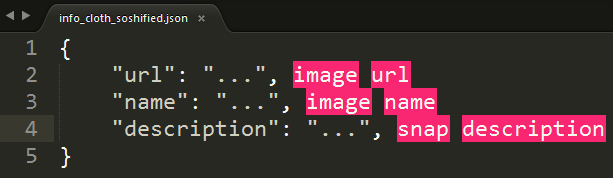 info_cloth_soshified.json ×
1 {
2 "url": "...", image url
3 "name": "...", image name
4 "description": "...", snap description
5 }